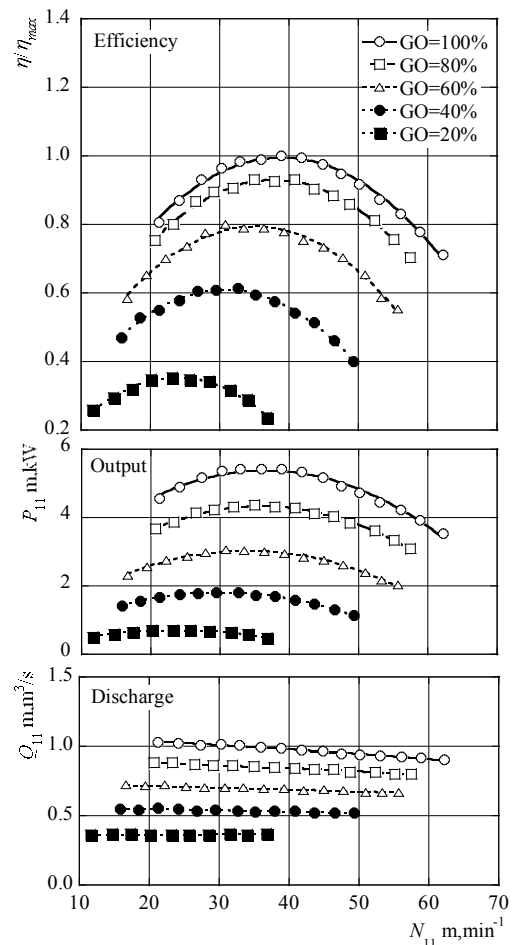 η/η_max
1.4
1.2
1.0
0.8
0.6
0.4
0.2
Efficiency
GO=100%
GO=80%
GO=60%
GO=40%
GO=20%
P₁₁ m.kW
6
4
2
0
Output
Q₁₁ m.m³/s
1.5
1.0
0.5
0.0
Discharge
10 20 30 40 50 60 70
N₁₁ m,min⁻¹